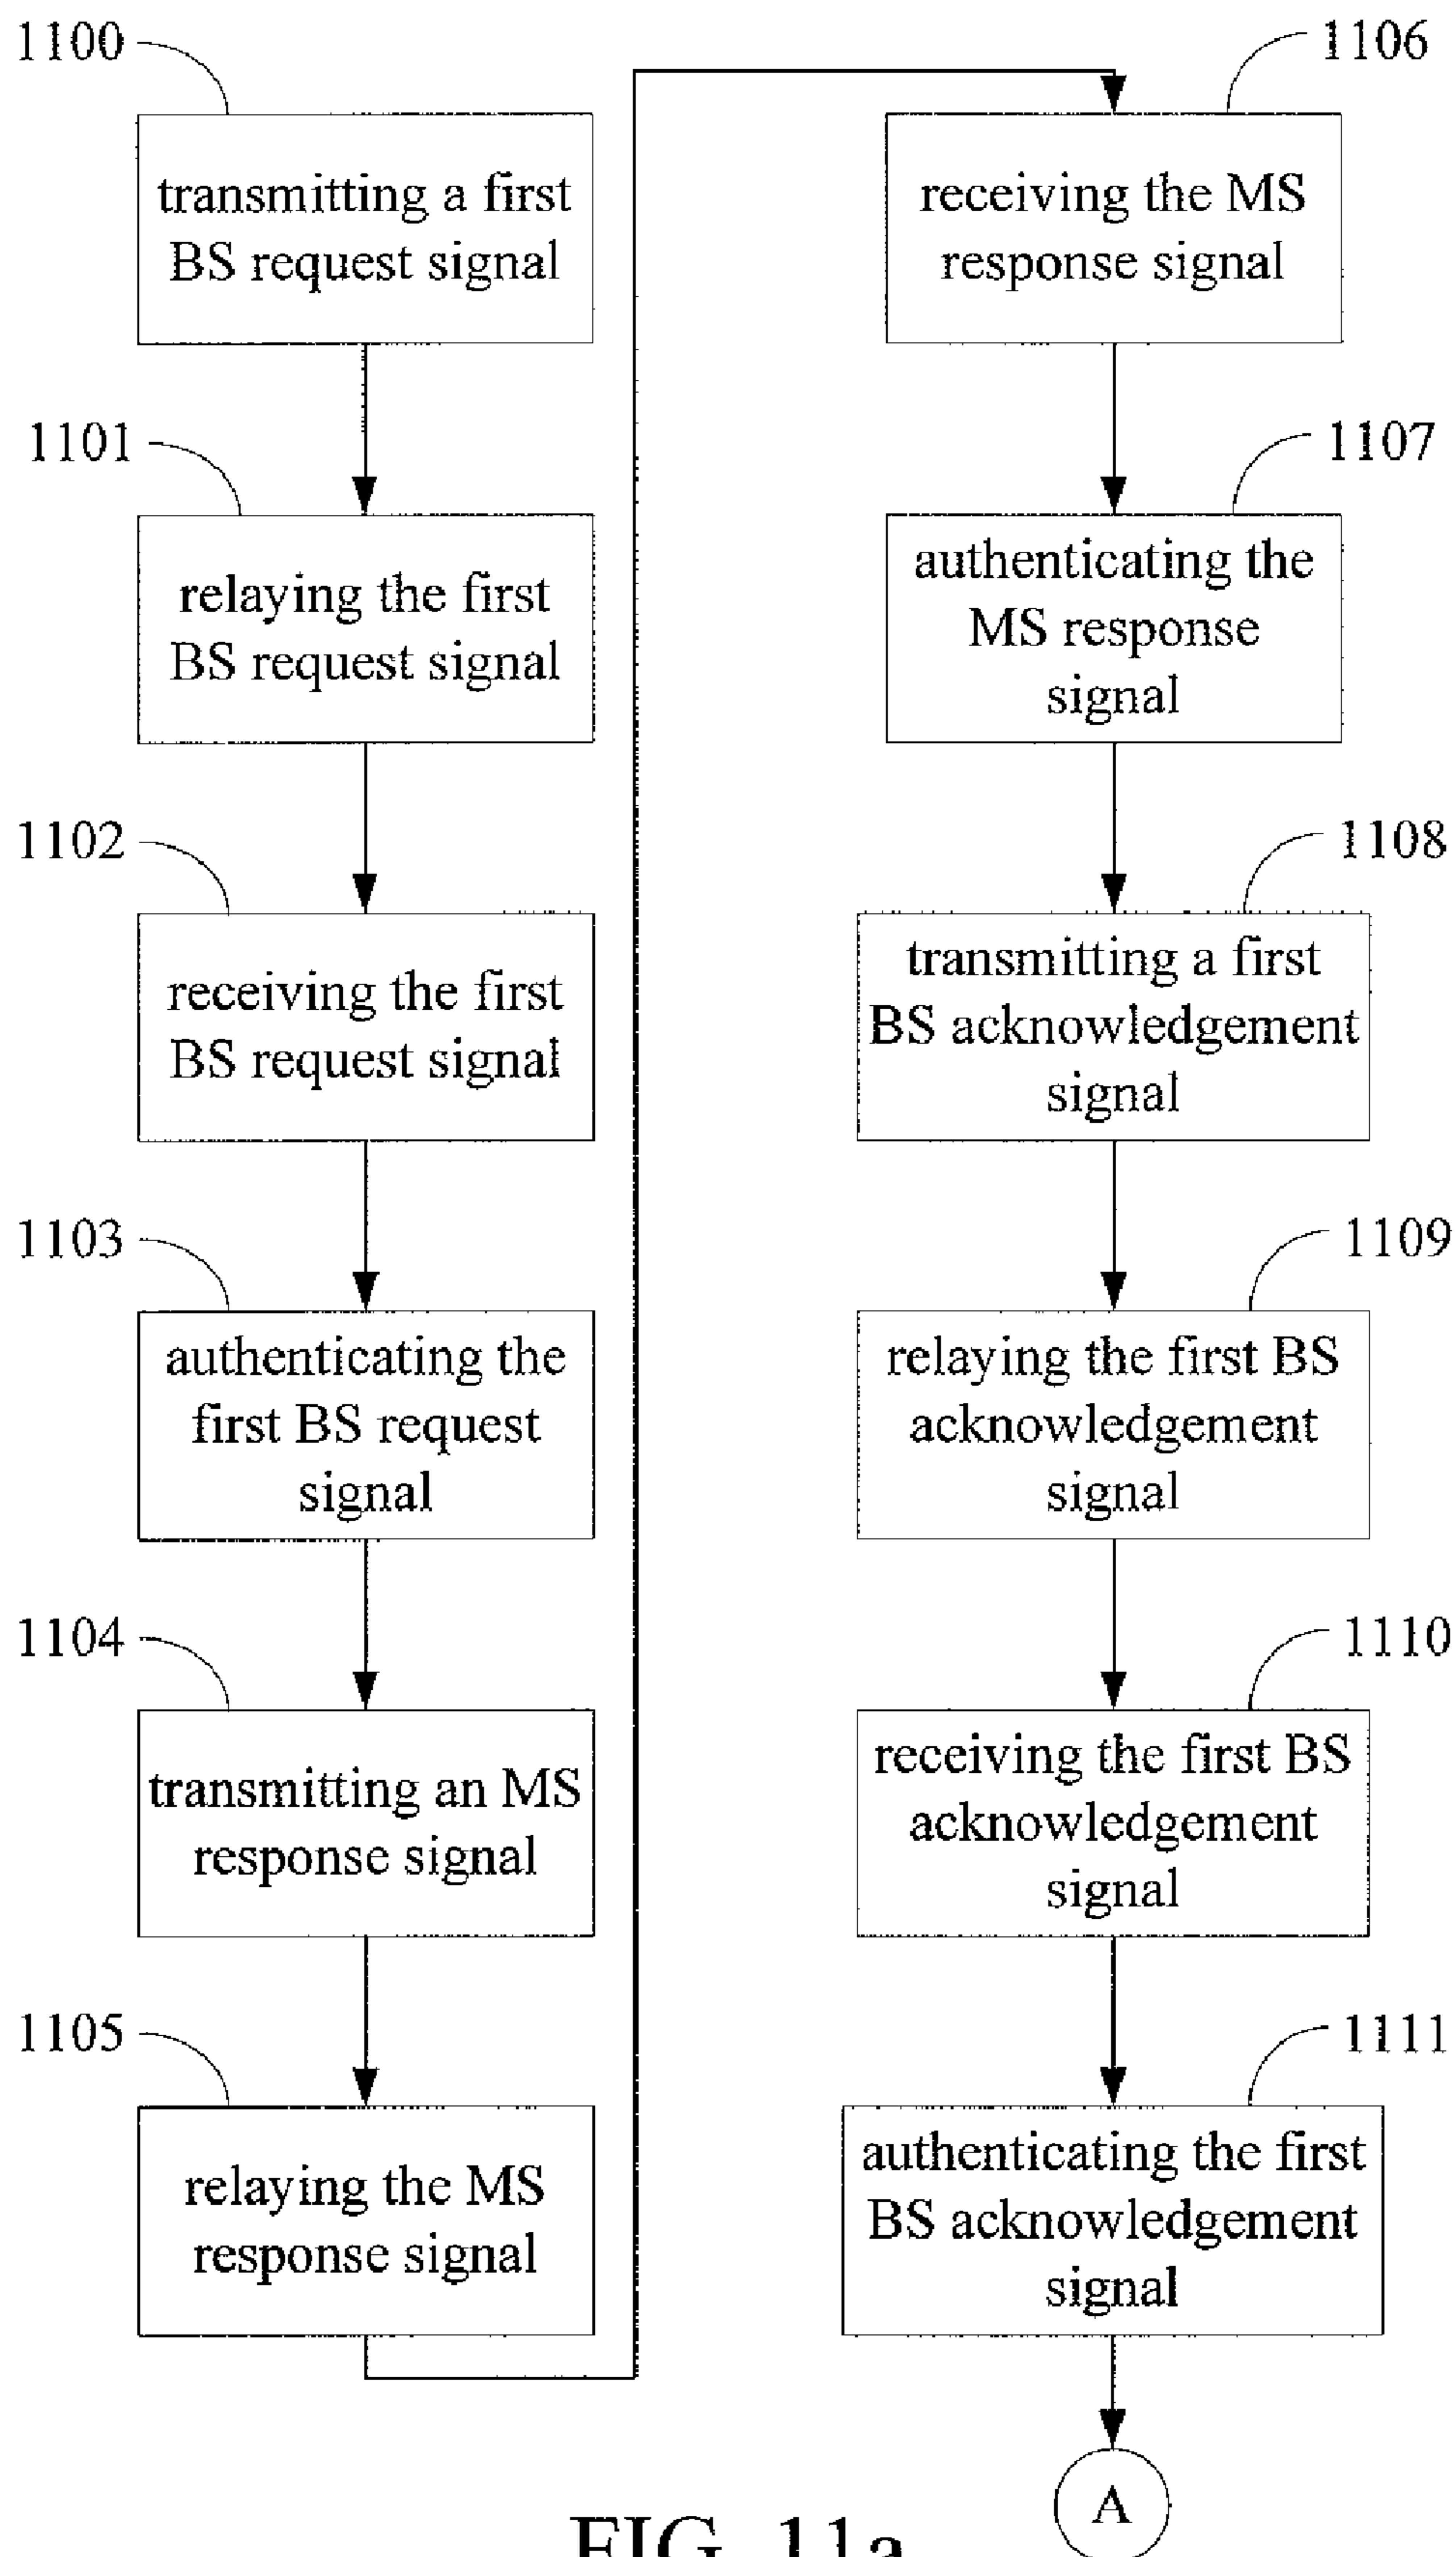 1100
transmitting a first
BS request signal
1101
relaying the first
BS request signal
1102
receiving the first
BS request signal
1103
authenticating the
first BS request
signal
1104
transmitting an MS
response signal
1105
relaying the MS
response signal
1106
receiving the MS
response signal
1107
authenticating the
MS response
signal
1108
transmitting a first
BS acknowledgement
signal
1109
relaying the first BS
acknowledgement
signal
1110
receiving the first BS
acknowledgement
signal
1111
authenticating the first
BS acknowledgement
signal
A
FIG. 11a